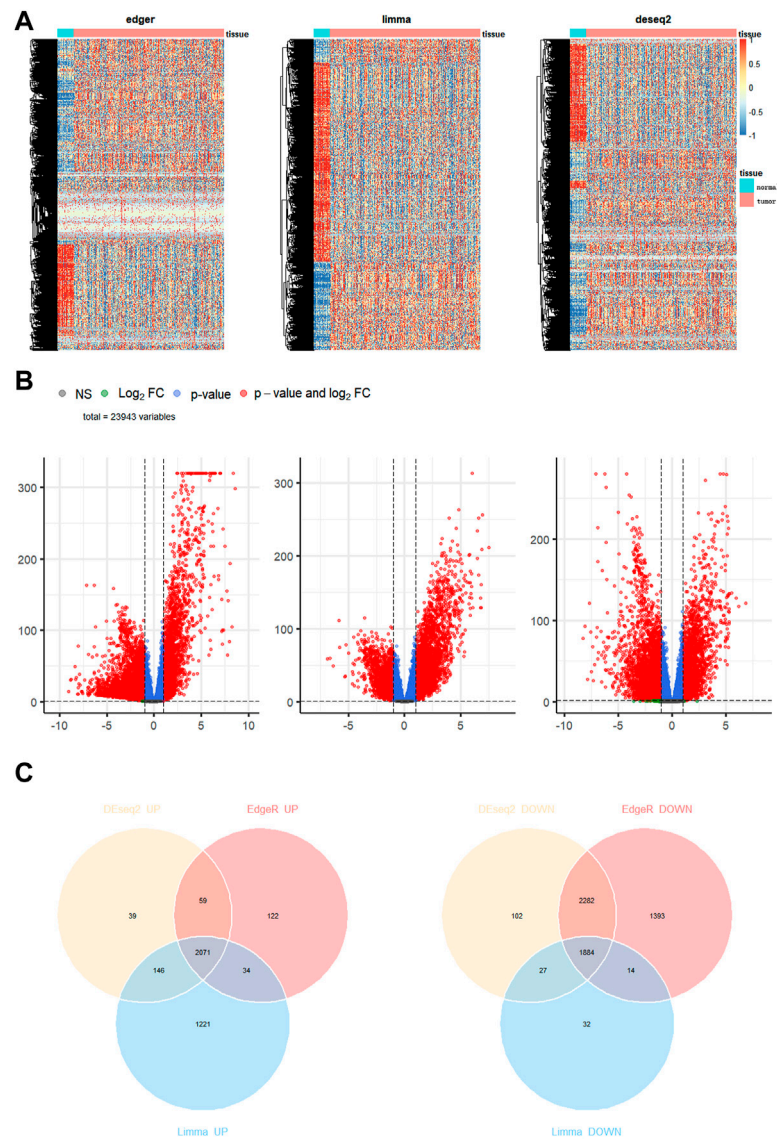 A
edger
limma
deseq2
tissue
tissue
tissue
1
0.5
0
-0.5
-1
tissue
norma
tumor
B
NS Log2 FC p-value p – value and log2 FC
total = 23943 variables
300
200
100
0
-10 -5 0 5 10
300
200
100
0
-5 0 5
300
200
100
0
-10 -5 0 5
C
DEseq2 UP
EdgeR UP
39
59
122
2071
146
34
1221
Limma UP
DEseq2 DOWN
EdgeR DOWN
102
2282
1393
1884
27
14
32
Limma DOWN